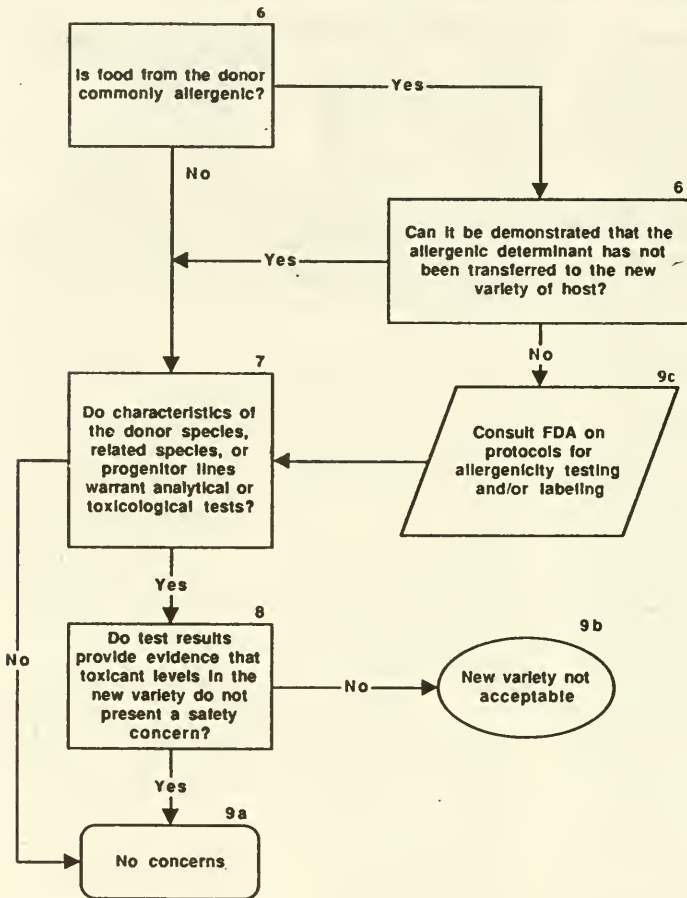 6
Is food from the donor
commonly allergenic?
Yes
No
6
Can it be demonstrated that the
allergenic determinant has not
been transferred to the new
variety of host?
Yes
No
7
Do characteristics of
the donor species,
related species, or
progenitor lines
warrant analytical or
toxicological tests?
9c
Consult FDA on
protocols for
allergenicity testing
and/or labeling
Yes
No
8
Do test results
provide evidence that
toxicant levels in the
new variety do not
present a safety
concern?
No
9b
New variety not
acceptable
Yes
9a
No concerns